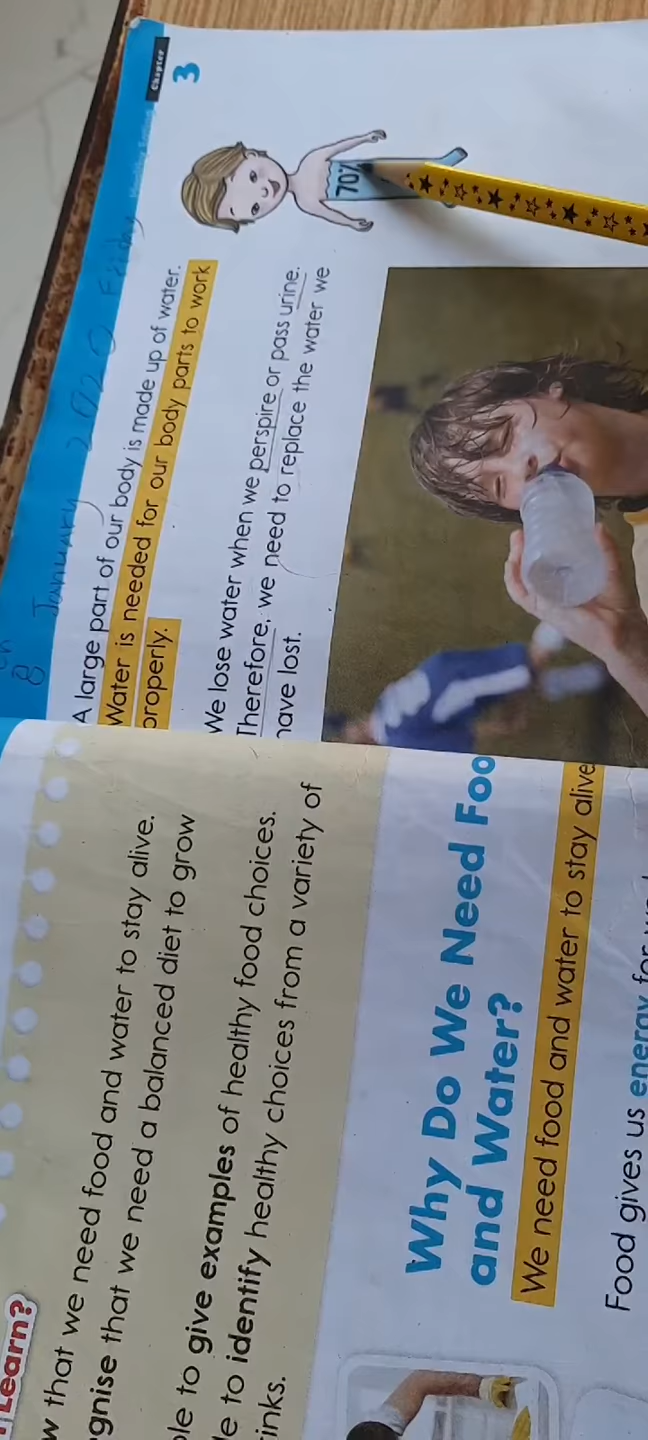 Learn?
w that we need food and water to stay alive.
gnise that we need a balanced diet to grow
le to give examples of healthy food choices.
e to identify healthy choices from a variety of
inks.
Why Do We Need Foo
and Water?
We need food and water to stay alive
Food gives us energy for
Chapter
3
8 January 2020
A large part of our body is made up of water.
Water is needed for our body parts to work
properly.
70%
We lose water when we perspire or pass urine.
Therefore, we need to replace the water we
have lost.